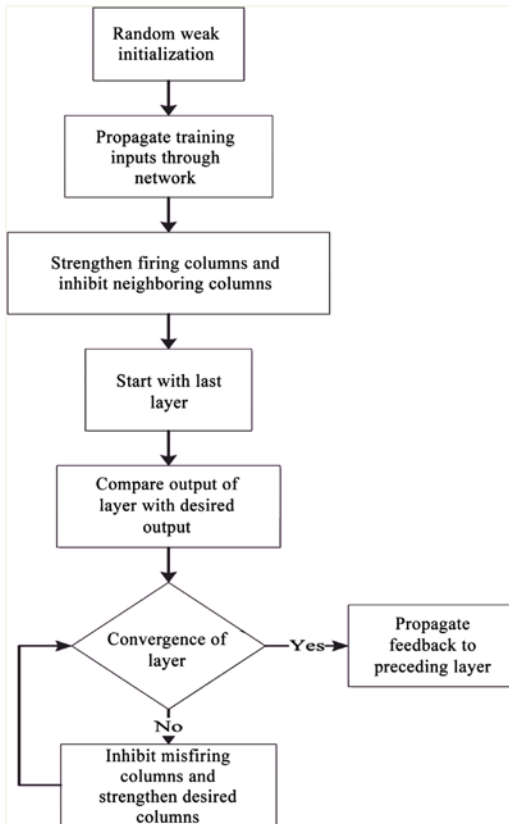 Random weak
initialization
Propagate training
inputs through
network
Strengthen firing columns and
inhibit neighboring columns
Start with last
layer
Compare output of
layer with desired
output
Convergence of
layer
Yes
Propagate
feedback to
preceding layer
No
Inhibit misfiring
columns and
strengthen desired
columns